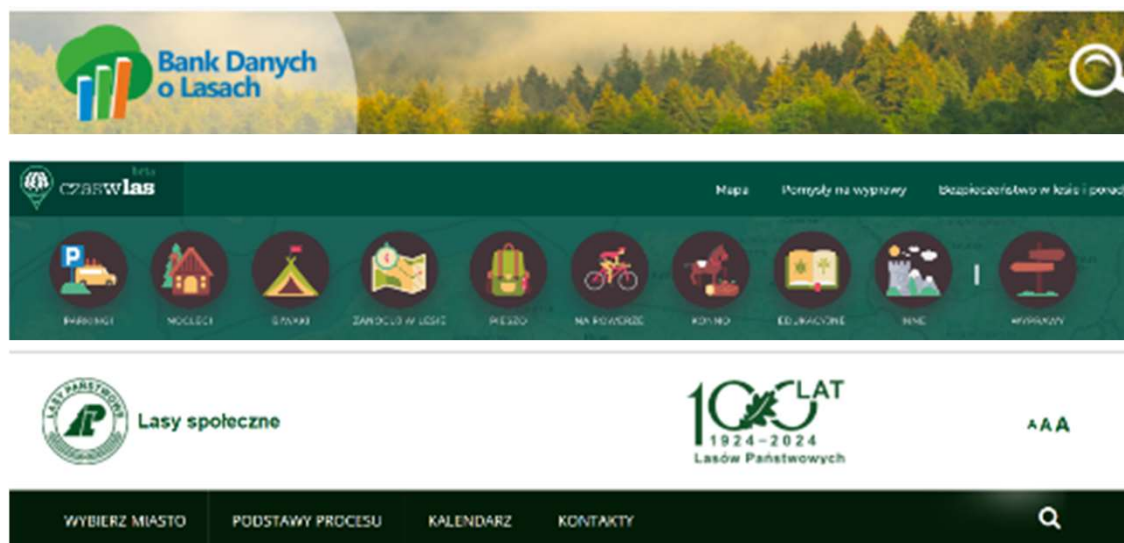 Bank Danych
o Lasach
beta
czaswlas
Mapa Pomysły na wyprawy Bezpieczeństwo w lesie i porad
P
PARKINGI NOCLEGI BIWAKI ZANOCUJ W LESIE PIESZO NA ROWERZE KONNO EDUKACYJNE INNE WYPRAWY
LASY PAŃSTWOWE
Lasy społeczne
100 LAT
1924-2024
Lasów Państwowych
A A A
WYBIERZ MIASTO PODSTAWY PROCESU KALENDARZ KONTAKTY